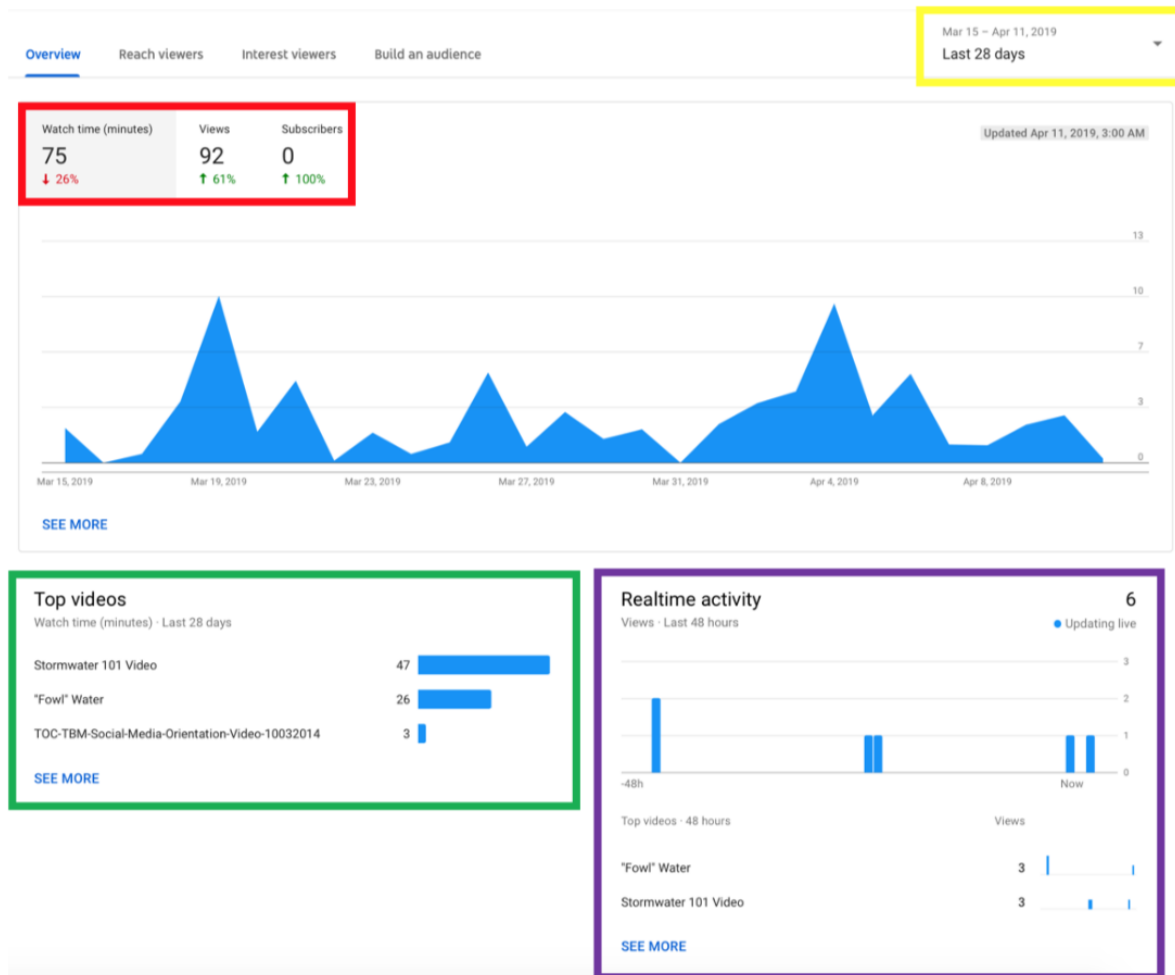 Overview Reach viewers Interest viewers Build an audience
Mar 15 – Apr 11, 2019
Last 28 days
Watch time (minutes) Views Subscribers
75 92 0
↓ 26% ↑ 61% ↑ 100%
Updated Apr 11, 2019, 3:00 AM
13
10
7
3
0
Mar 15, 2019 Mar 19, 2019 Mar 23, 2019 Mar 27, 2019 Mar 31, 2019 Apr 4, 2019 Apr 8, 2019
SEE MORE
Top videos
Watch time (minutes) · Last 28 days
Stormwater 101 Video 47
"Fowl" Water 26
TOC-TBM-Social-Media-Orientation-Video-10032014 3
SEE MORE
Realtime activity 6
Views · Last 48 hours Updating live
3
2
1
0
-48h Now
Top videos · 48 hours Views
"Fowl" Water 3
Stormwater 101 Video 3
SEE MORE